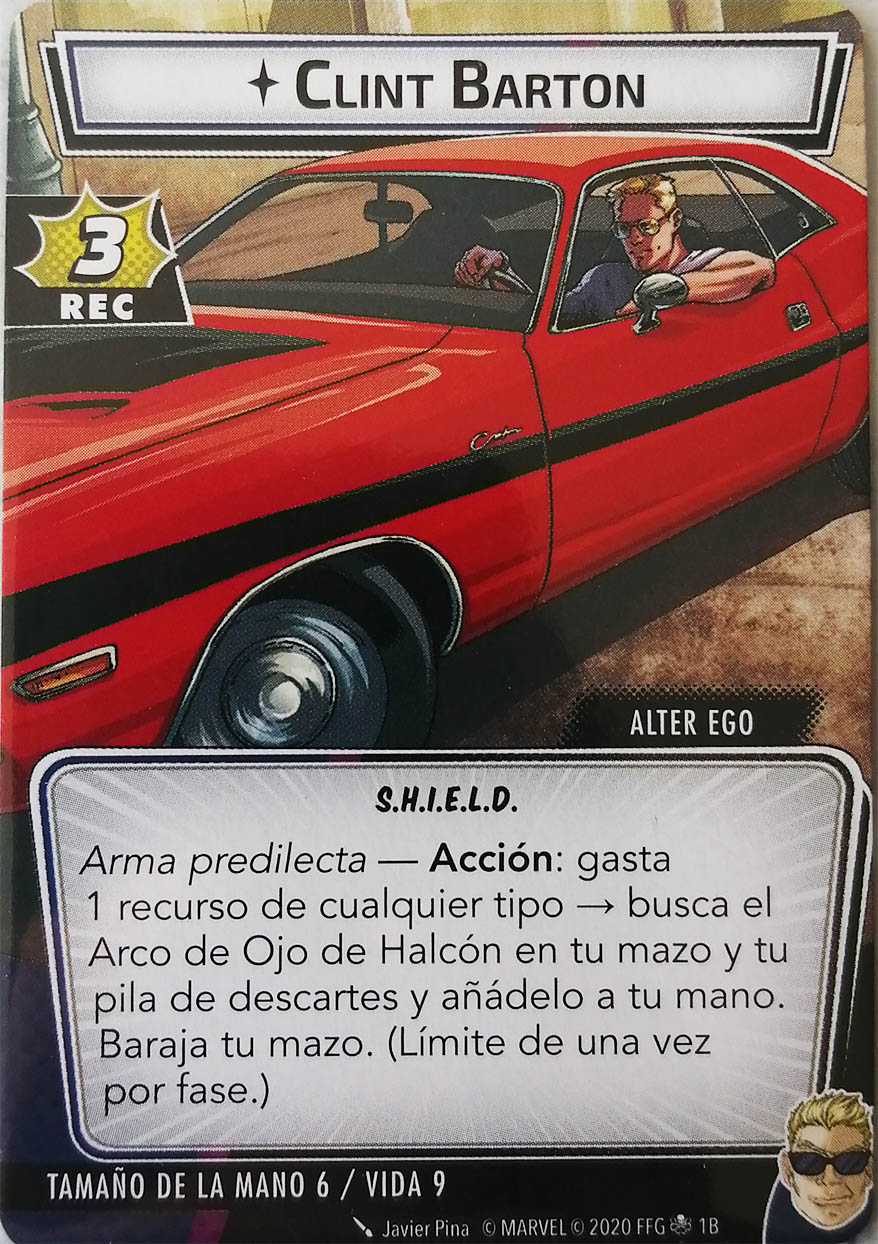 CLINT BARTON
3
REC
ALTER EGO
S.H.I.E.L.D.
Arma predilecta — Acción: gasta
1 recurso de cualquier tipo → busca el
Arco de Ojo de Halcón en tu mazo y tu
pila de descartes y añádelo a tu mano.
Baraja tu mazo. (Límite de una vez
por fase.)
TAMAÑO DE LA MANO 6 / VIDA 9
Javier Pina © MARVEL © 2020 FFG 1B